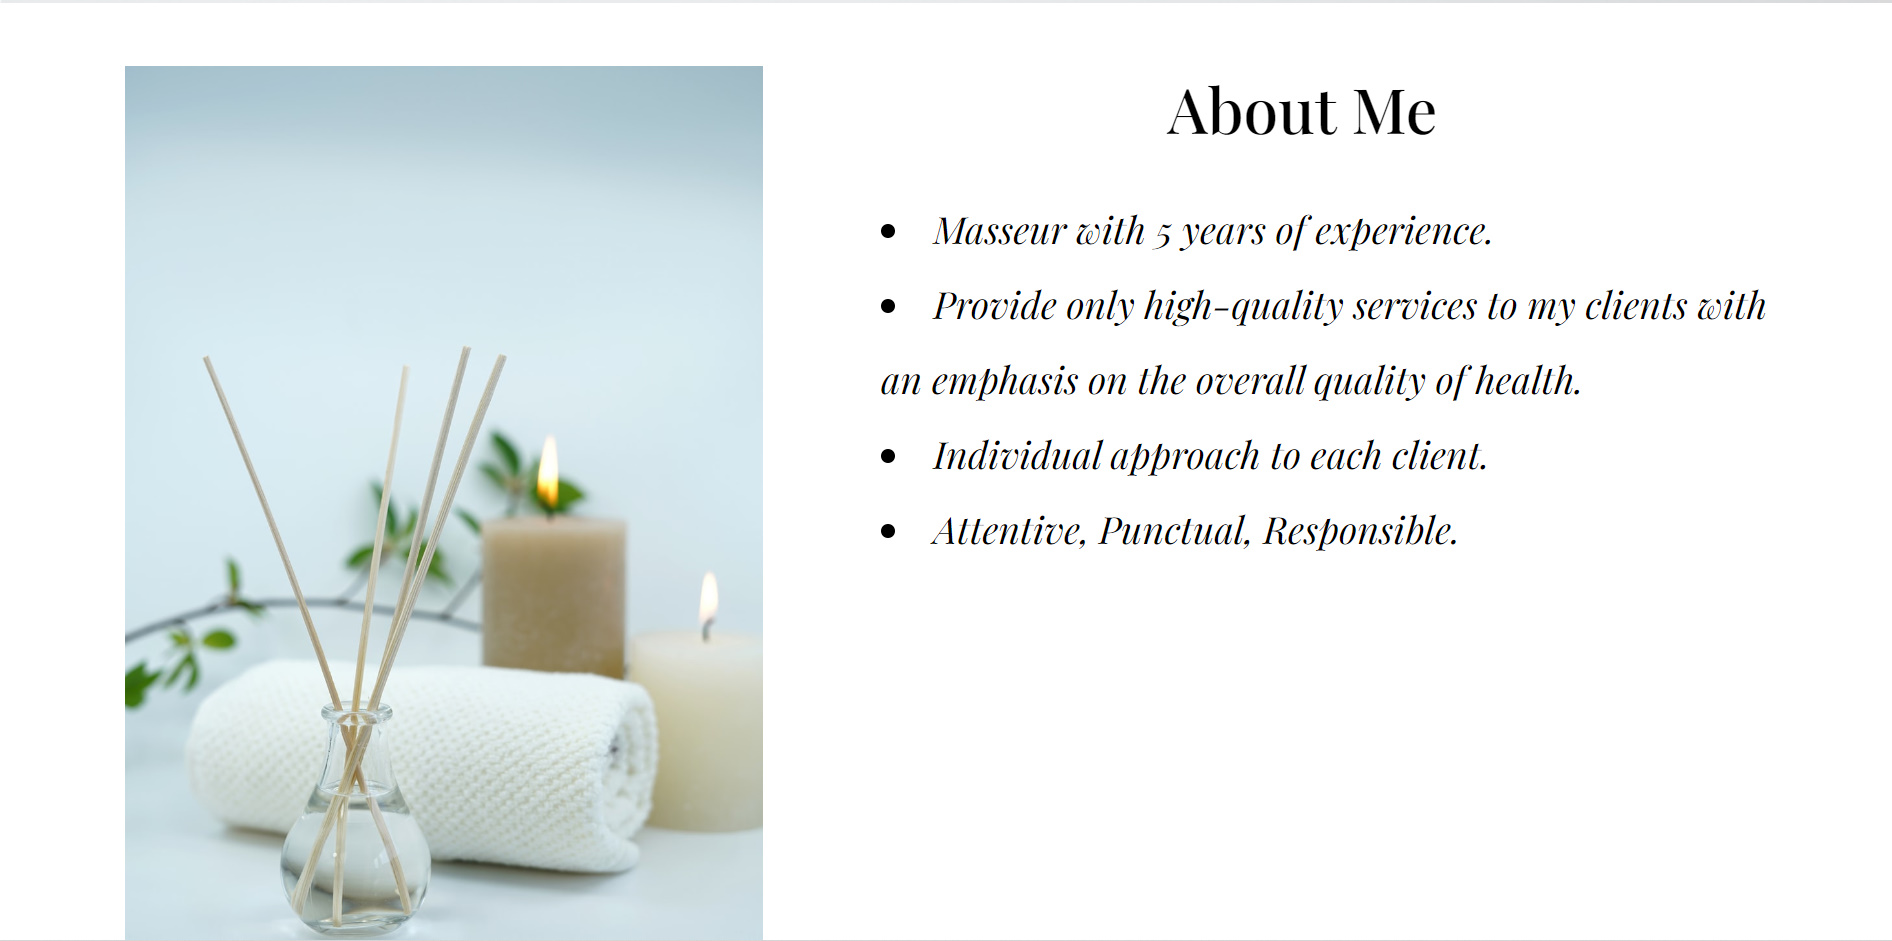 About Me
• Masseur with 5 years of experience.
• Provide only high-quality services to my clients with
an emphasis on the overall quality of health.
• Individual approach to each client.
• Attentive, Punctual, Responsible.